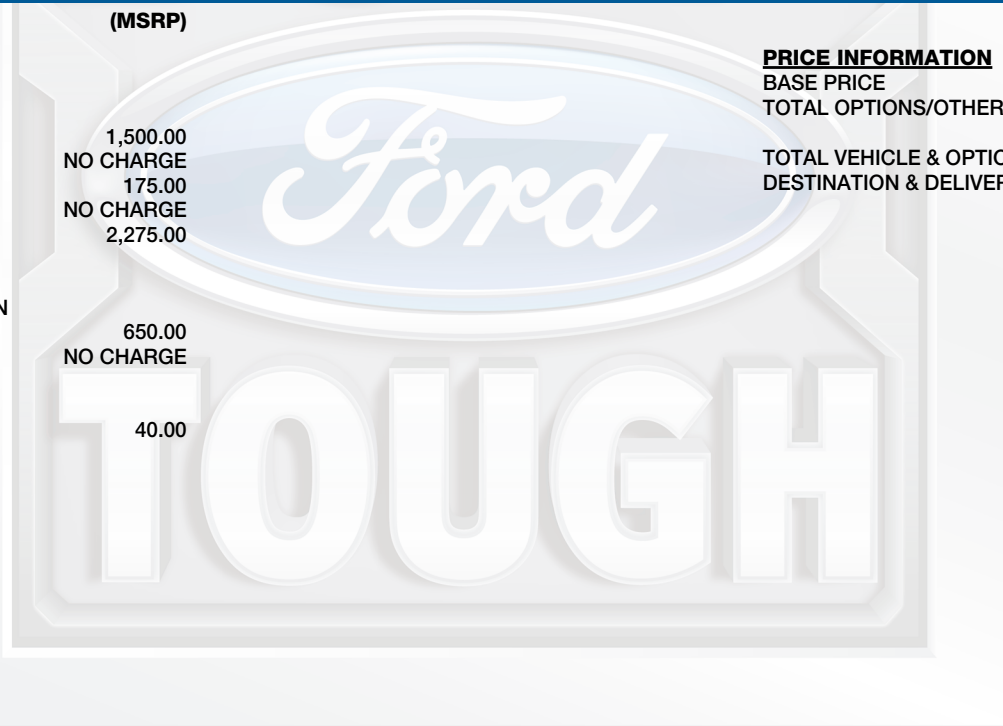 (MSRP)
1,500.00
NO CHARGE
175.00
NO CHARGE
2,275.00
N
650.00
NO CHARGE
40.00
PRICE INFORMATION
BASE PRICE
TOTAL OPTIONS/OTHER
TOTAL VEHICLE & OPTIO
DESTINATION & DELIVER
Ford
TOUGH